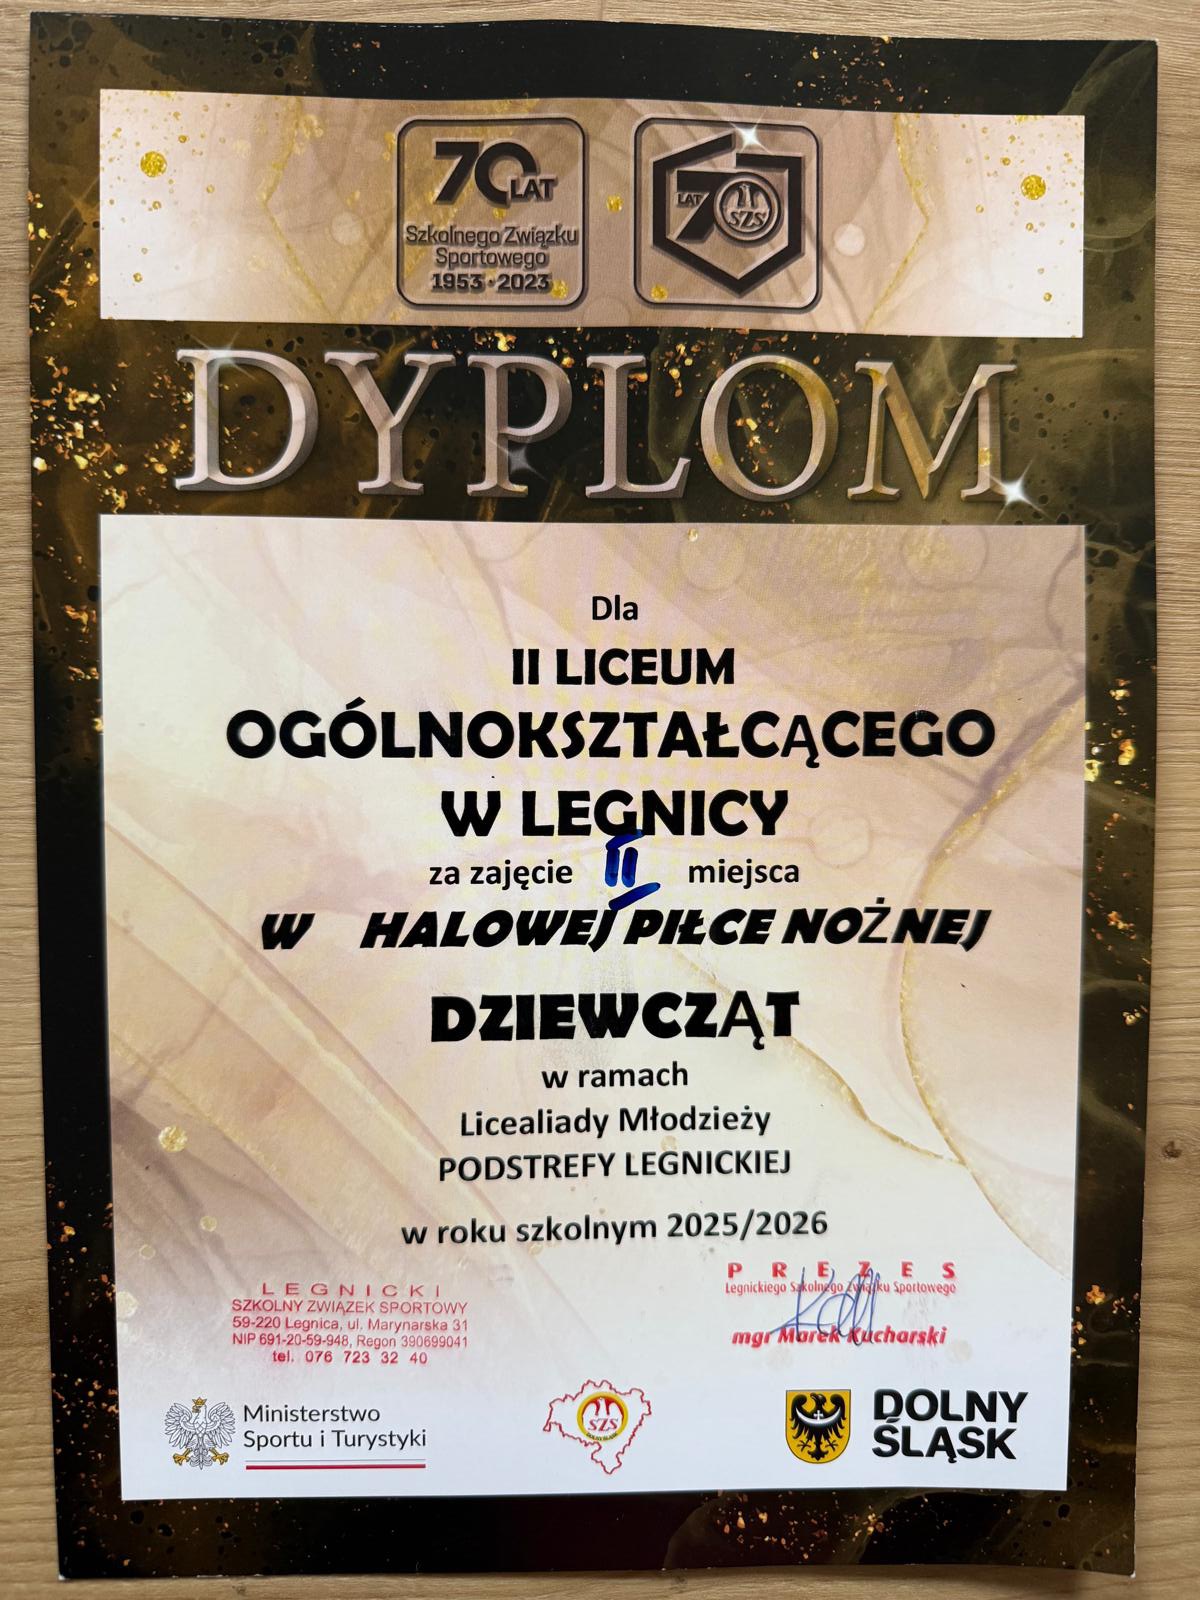 70 LAT
Szkolnego Związku
Sportowego
1953 · 2023
LAT 70
SZS
DYPLOM
Dla
II LICEUM
OGÓLNOKSZTAŁCĄCEGO
W LEGNICY
za zajęcie II miejsca
W HALOWEJ PIŁCE NOŻNEJ
DZIEWCZĄT
w ramach
Licealiady Młodzieży
PODSTREFY LEGNICKIEJ
w roku szkolnym 2025/2026
LEGNICKI
SZKOLNY ZWIĄZEK SPORTOWY
59-220 Legnica, ul. Marynarska 31
NIP 691-20-59-948, Regon 390699041
tel. 076 723 32 40
PREZES
Legnickiego Szkolnego Związku Sportowego
mgr Marek Kucharski
Ministerstwo
Sportu i Turystyki
SZS
DOLNY
ŚLĄSK